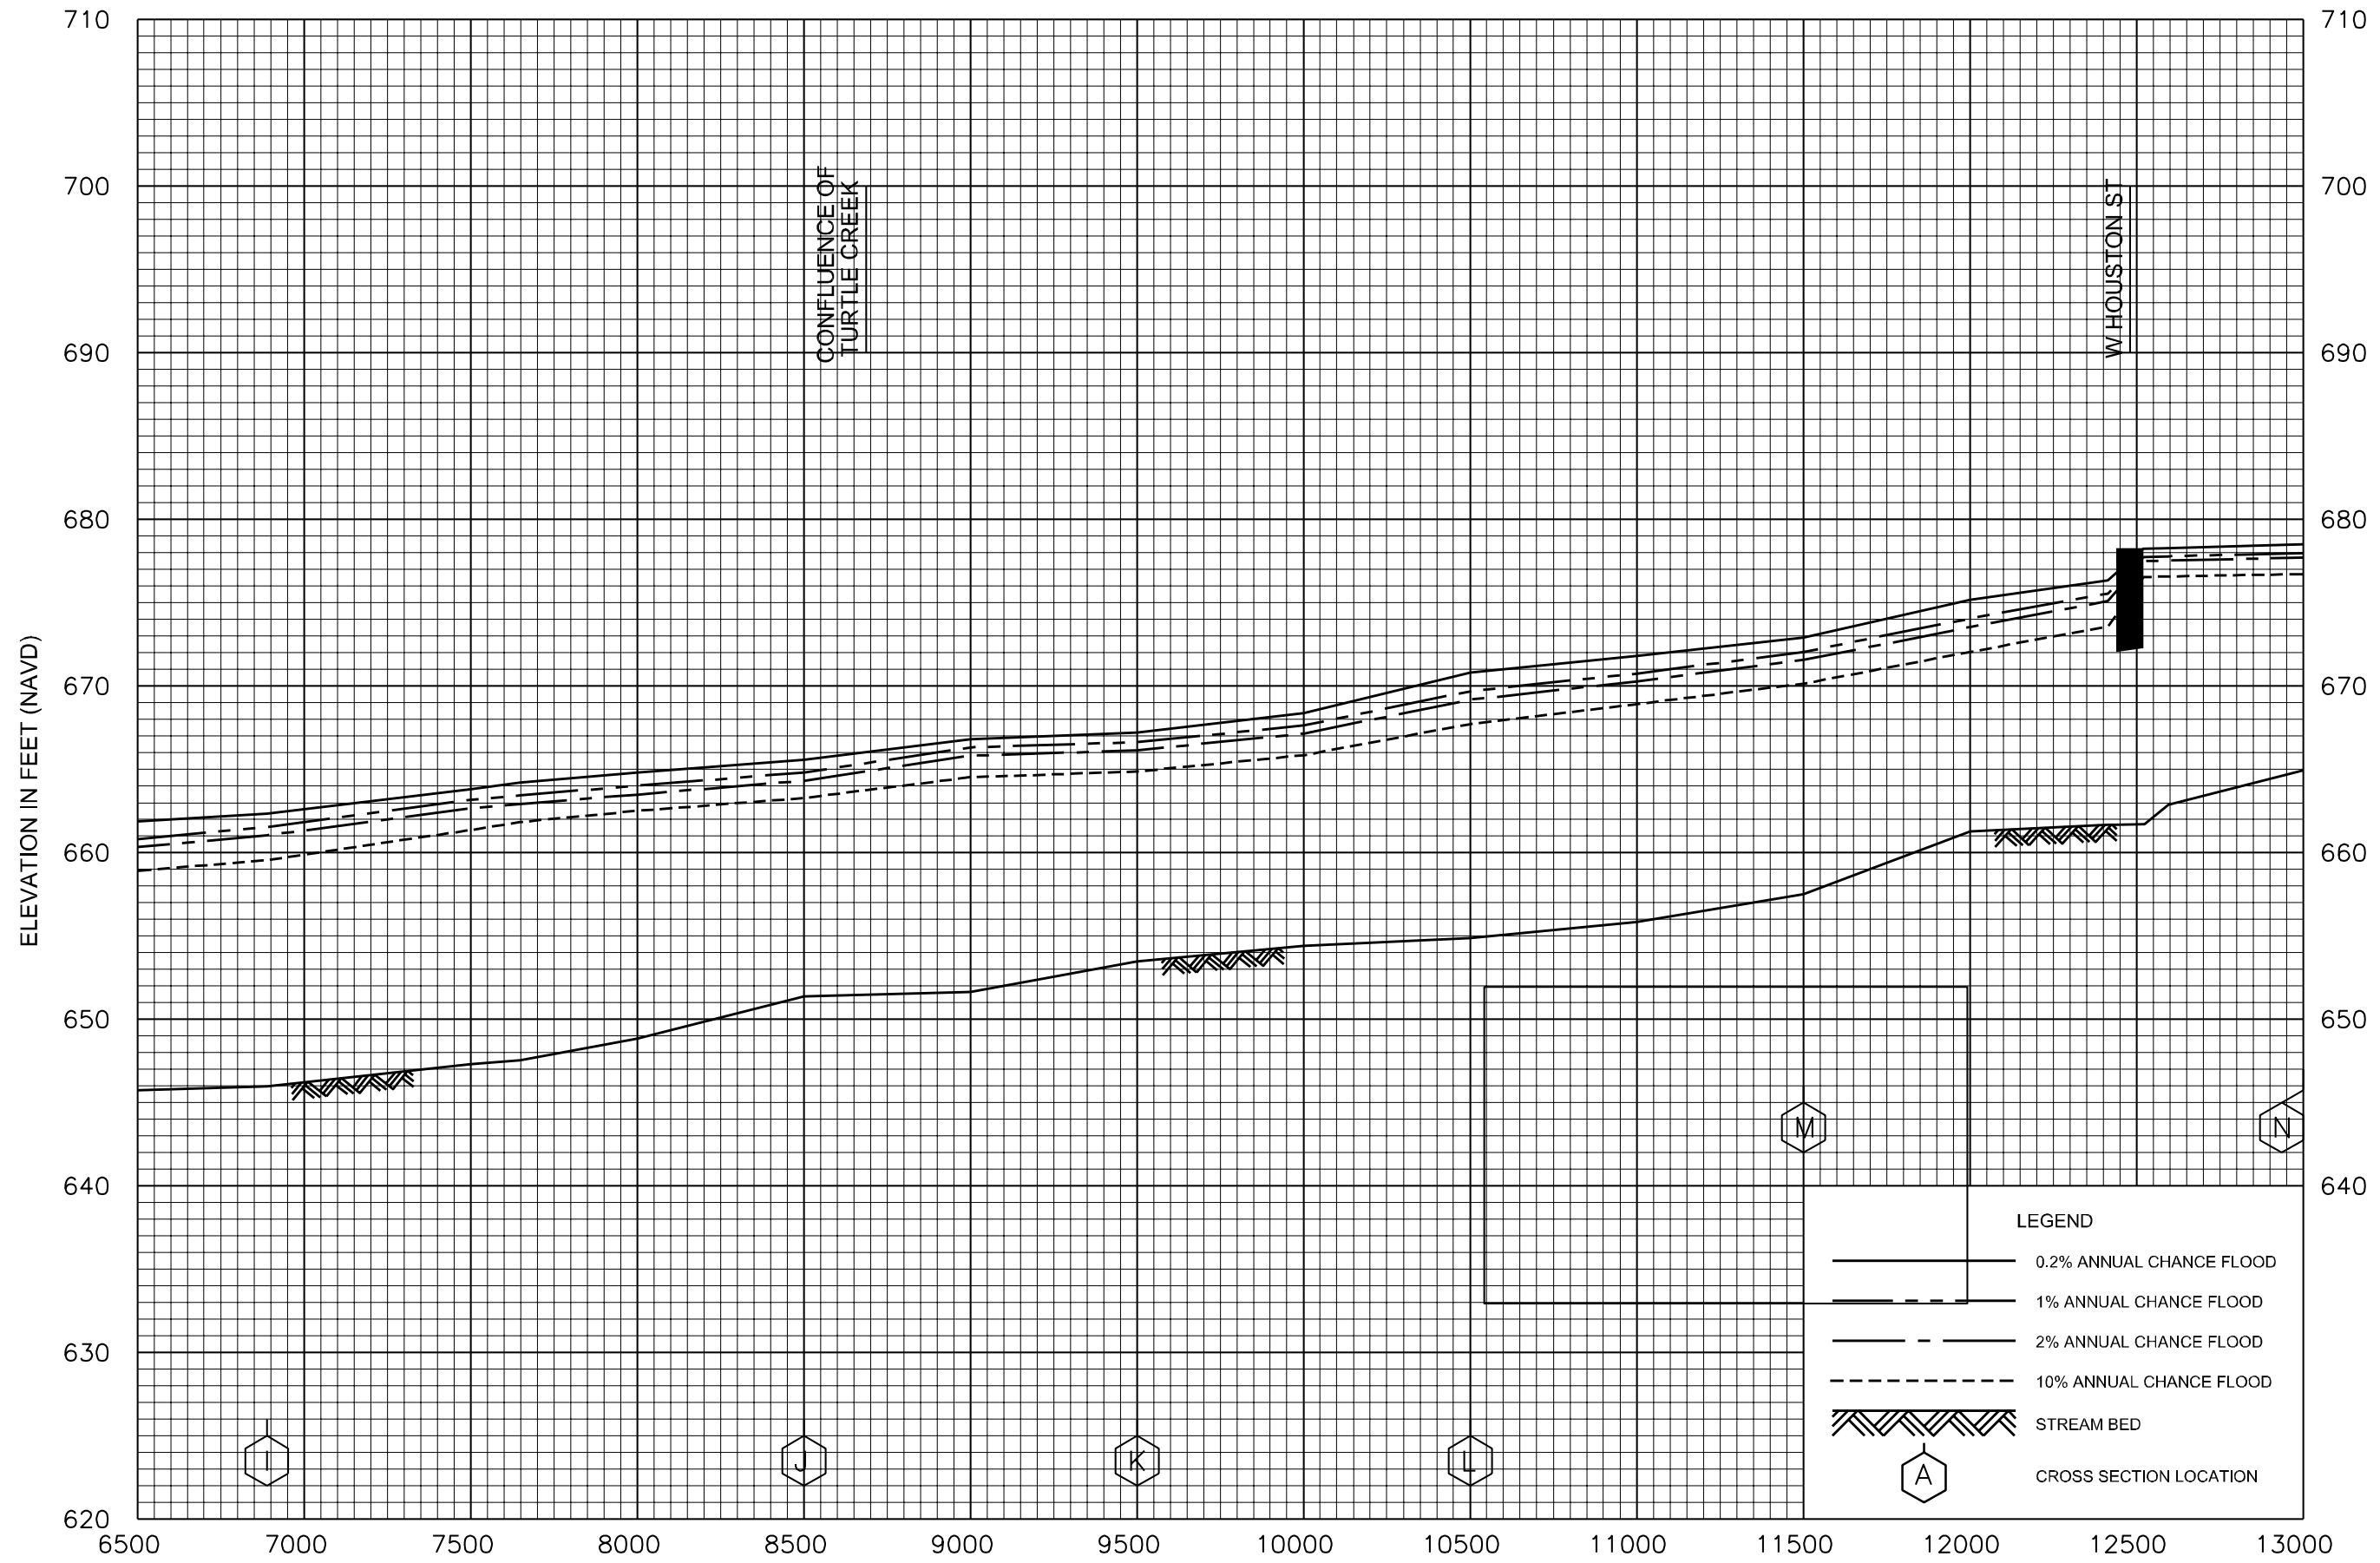 710
700
690
680
670
660
650
640
630
620
ELEVATION IN FEET (NAVD)
CONFLUENCE OF
TURTLE CREEK
W HOUSTON ST
710
700
690
680
670
660
650
640
I
J
K
L
M
N
LEGEND
0.2% ANNUAL CHANCE FLOOD
1% ANNUAL CHANCE FLOOD
2% ANNUAL CHANCE FLOOD
10% ANNUAL CHANCE FLOOD
STREAM BED
A
CROSS SECTION LOCATION
6500 7000 7500 8000 8500 9000 9500 10000 10500 11000 11500 12000 12500 13000